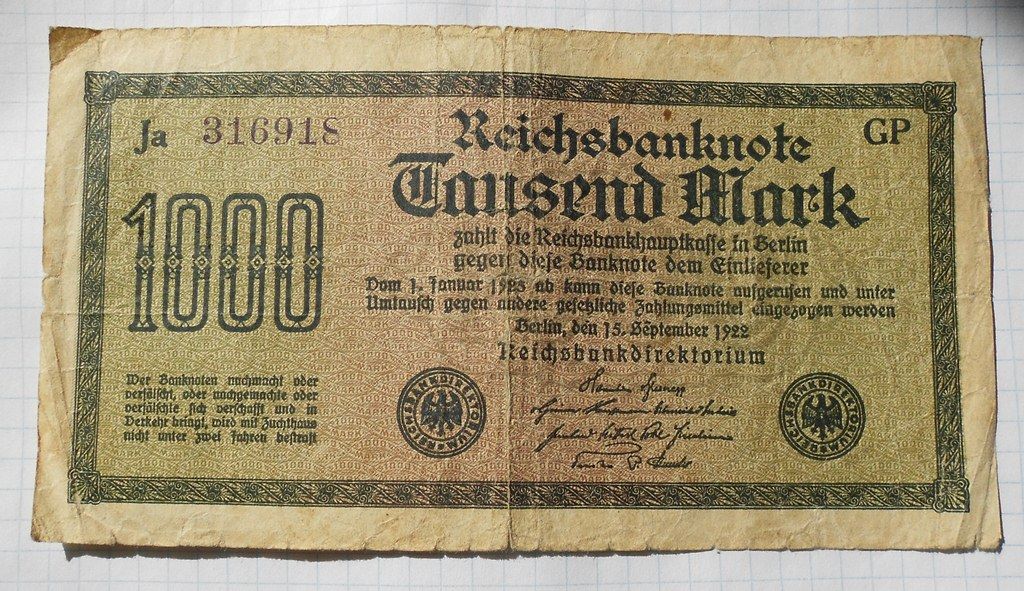 Ja 316918
GP
Reichsbanknote
Tausend Mark
1000
zahlt die Reichsbankhauptkasse in Berlin
gegen diese Banknote dem Einlieferer
Vom 1. Januar 1923 ab kann diese Banknote aufgerufen und unter
Umtausch gegen andere gesetzliche Zahlungsmittel eingezogen werden
Berlin, den 15. September 1922
Reichsbankdirektorium
Wer Banknoten nachmacht oder
verfälscht, oder nachgemachte oder
verfälschte sich verschafft und in
Verkehr bringt, wird mit Zuchthaus
nicht unter zwei Jahren bestraft
REICHSBANKDIREKTORIUM
REICHSBANKDIREKTORIUM